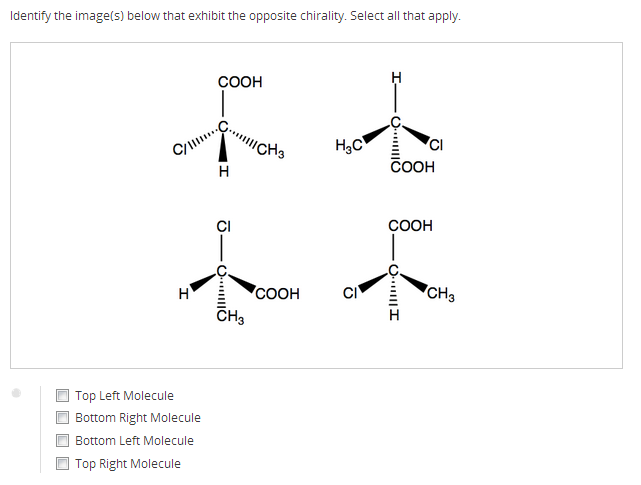 Identify the image(s) below that exhibit the opposite chirality. Select all that apply.
COOH
H
C
C
Cl
CH3
H3C
Cl
H
COOH
Cl
COOH
C
C
H
COOH
Cl
CH3
CH3
H
Top Left Molecule
Bottom Right Molecule
Bottom Left Molecule
Top Right Molecule